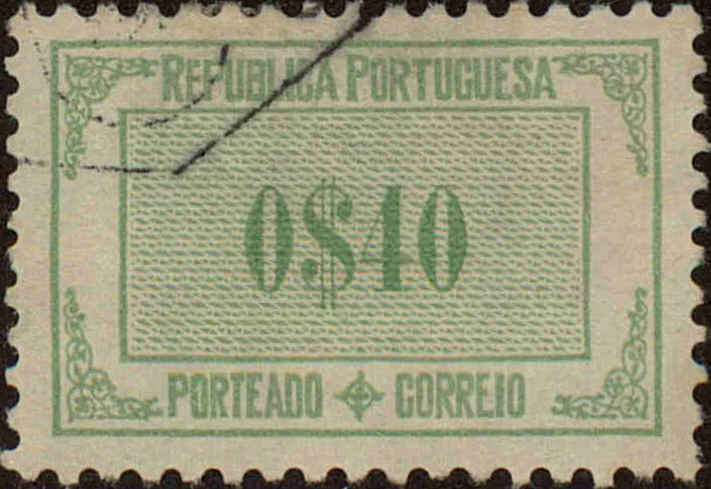 REPUBLICA PORTUGUESA
0$40
PORTEADO CORREIO